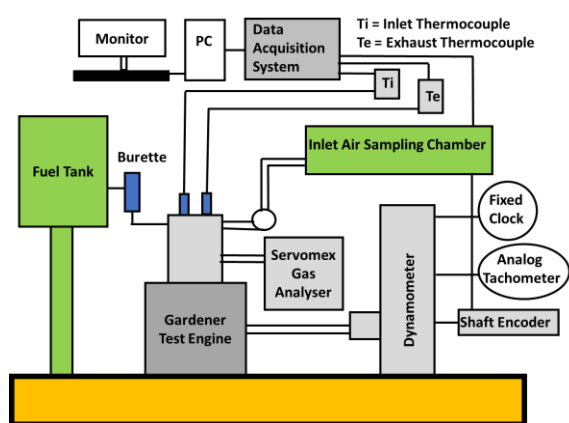 Monitor
PC
Data
Acquisition
System
Ti = Inlet Thermocouple
Te = Exhaust Thermocouple
Ti
Te
Fuel Tank
Burette
Inlet Air Sampling Chamber
Servomex
Gas
Analyser
Gardener
Test Engine
Dynamometer
Fixed
Clock
Analog
Tachometer
Shaft Encoder